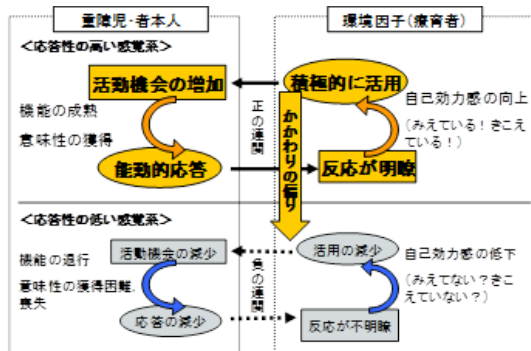 重障児・者本人
環境因子(療育者)
＜応答性の高い感覚系＞
活動機会の増加
積極的に活用
機能の成熟
意味性の獲得
正の連関
かかわりの偏り
自己効力感の向上
(みえている！きこえ
ている！)
能動的応答
反応が明瞭
＜応答性の低い感覚系＞
活動機会の減少
活用の減少
機能の退行
意味性の獲得困難、
喪失
負の連関
自己効力感の低下
(みえてない？きこ
えていない？)
応答の減少
反応が不明瞭